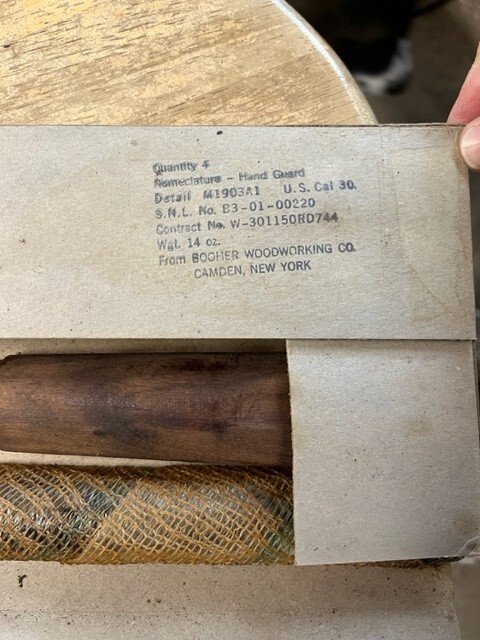 Quantity 4
Nomeclature - Hand Guard
Detail M1903A1 U.S. Cal 30.
S.N.L. No. B3-01-00220
Contract No. W-301150RD744
Wgt. 14 oz.
From BOOHER WOODWORKING CO.
CAMDEN, NEW YORK